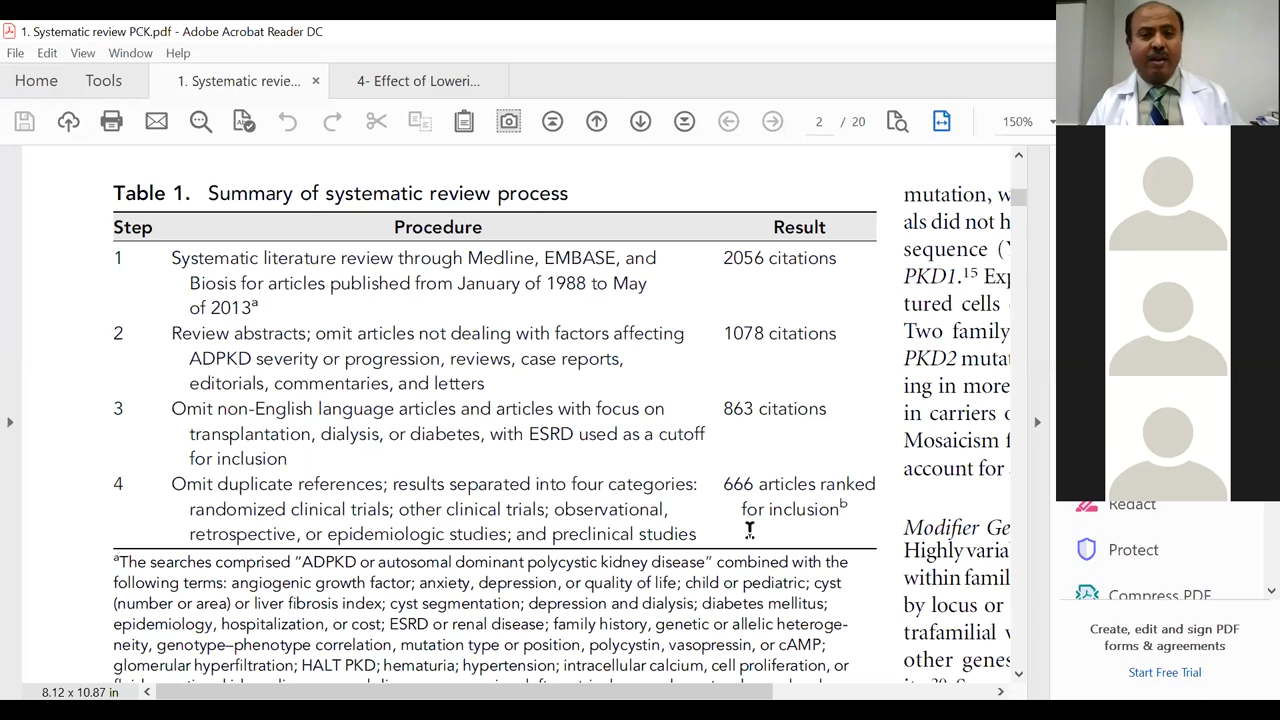 1. Systematic review PCK.pdf - Adobe Acrobat Reader DC
File Edit View Window Help
Home Tools 1. Systematic revie... × 4- Effect of Loweri...
2 / 20 150%
Table 1. Summary of systematic review process
Step Procedure Result
1 Systematic literature review through Medline, EMBASE, and 2056 citations
Biosis for articles published from January of 1988 to May
of 2013a
2 Review abstracts; omit articles not dealing with factors affecting 1078 citations
ADPKD severity or progression, reviews, case reports,
editorials, commentaries, and letters
3 Omit non-English language articles and articles with focus on 863 citations
transplantation, dialysis, or diabetes, with ESRD used as a cutoff
for inclusion
4 Omit duplicate references; results separated into four categories: 666 articles ranked
randomized clinical trials; other clinical trials; observational, for inclusionb
retrospective, or epidemiologic studies; and preclinical studies
aThe searches comprised “ADPKD or autosomal dominant polycystic kidney disease” combined with the
following terms: angiogenic growth factor; anxiety, depression, or quality of life; child or pediatric; cyst
(number or area) or liver fibrosis index; cyst segmentation; depression and dialysis; diabetes mellitus;
epidemiology, hospitalization, or cost; ESRD or renal disease; family history, genetic or allelic heteroge-
neity, genotype–phenotype correlation, mutation type or position, polycystin, vasopressin, or cAMP;
glomerular hyperfiltration; HALT PKD; hematuria; hypertension; intracellular calcium, cell proliferation, or
mutation, w
als did not h
sequence (
PKD1.15 Exp
tured cells
Two family
PKD2 muta
ing in more
in carriers
Mosaicism
account for
Modifier Ge
Highly varia
within famil
by locus or
trafamilial
other genes
8.12 x 10.87 in
Redact
Protect
Compress PDF
Create, edit and sign PDF
forms & agreements
Start Free Trial